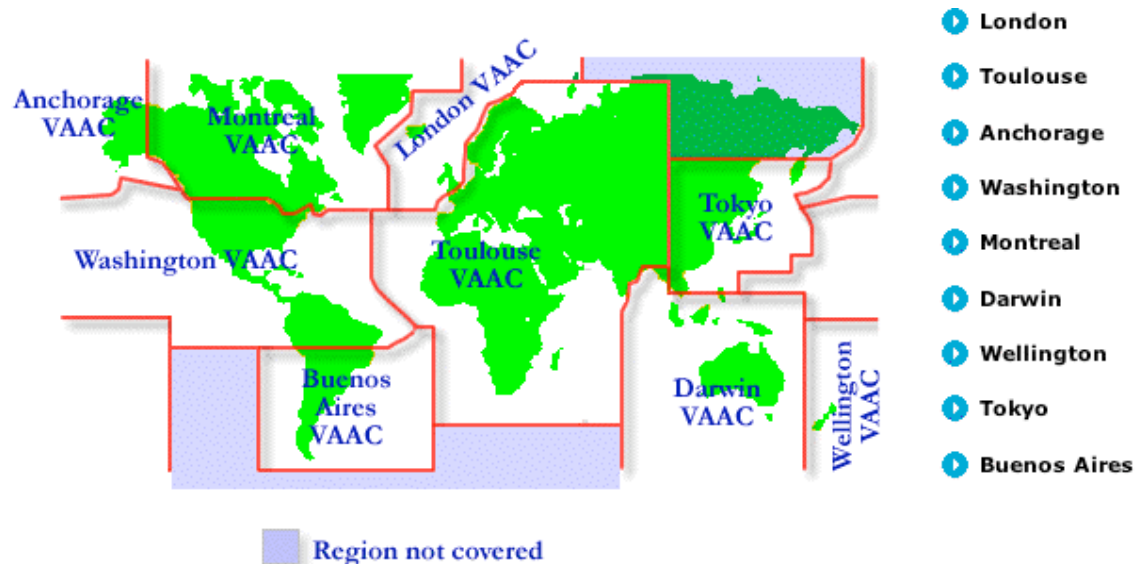 Anchorage
VAAC
Montreal
VAAC
London VAAC
Washington VAAC
Toulouse
VAAC
Tokyo
VAAC
Buenos
Aires
VAAC
Darwin
VAAC
Wellington
VAAC
Region not covered
London
Toulouse
Anchorage
Washington
Montreal
Darwin
Wellington
Tokyo
Buenos Aires